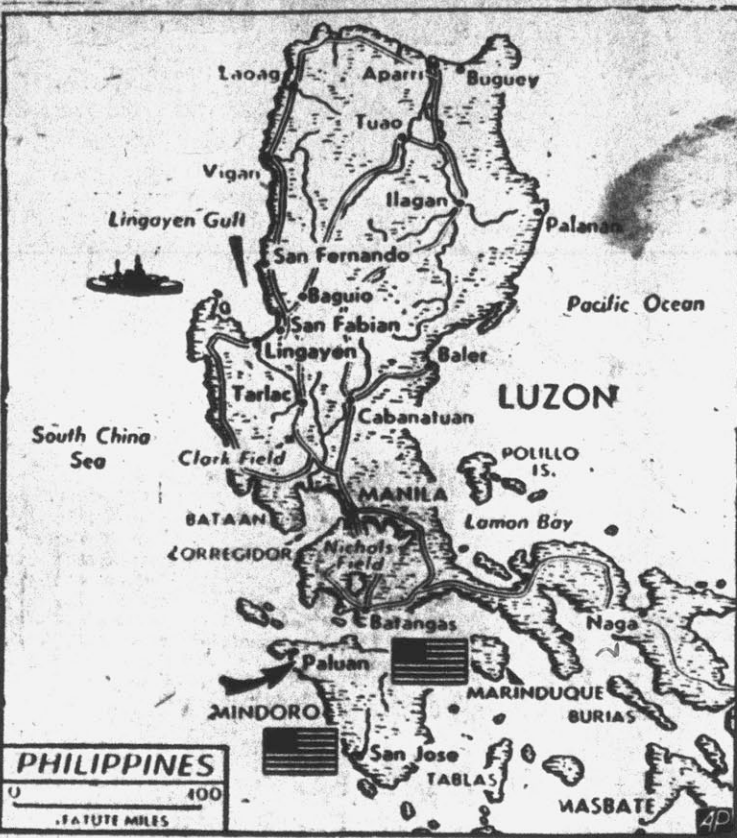 Laoag
Aparri
Buguey
Tuao
Vigan
Ilagan
Lingayen Gulf
Palanan
San Fernando
Baguio
Pacific Ocean
San Fabian
Lingayen
Baler
Tarlac
LUZON
Cabanatuan
South China
Sea
Clark Field
POLILLO
IS.
MANILA
BATAAN
Lamon Bay
CORREGIDOR
Nichols
Field
Batangas
Naga
Paluan
MARINDUQUE
MINDORO
BURIAS
San Jose
TABLAS
MASBATE
PHILIPPINES
0 100
STATUTE MILES
AP